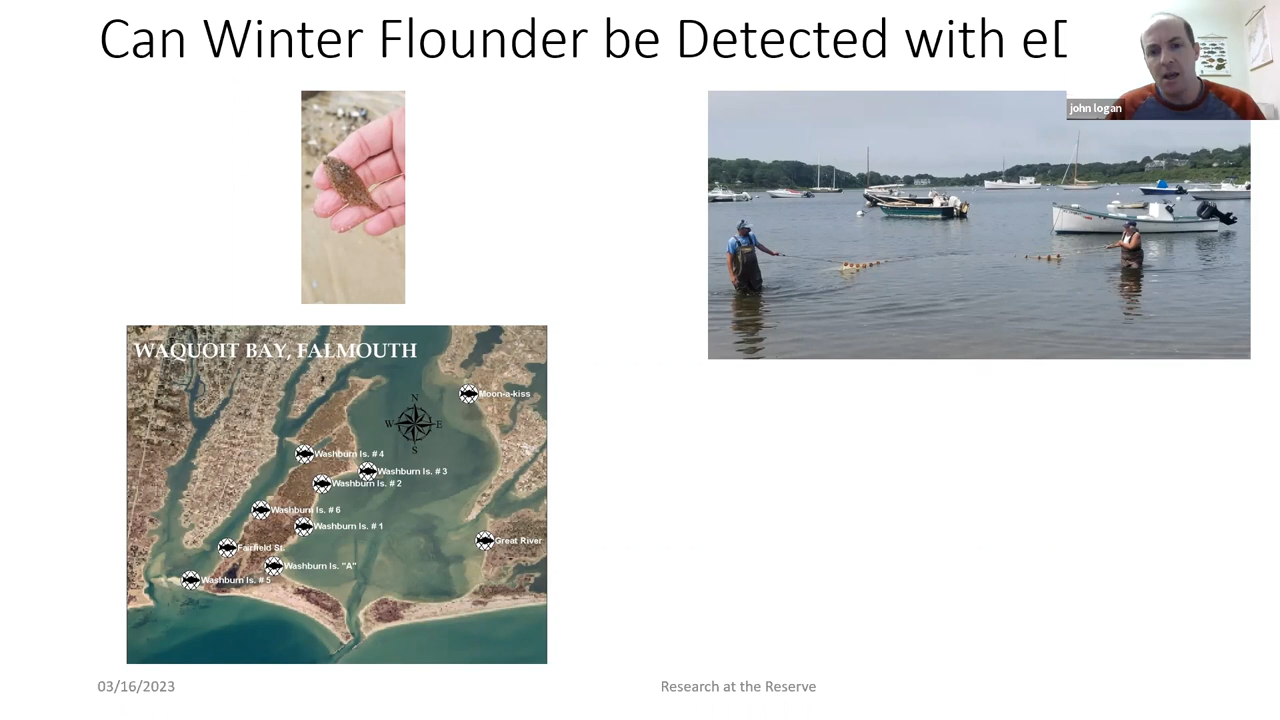 Can Winter Flounder be Detected with eD
john logan
WAQUOIT BAY, FALMOUTH
Moon-a-kiss
N
W E
S
Washburn Is. # 4
Washburn Is. # 3
Washburn Is. # 2
Washburn Is. # 6
Washburn Is. # 1
Great River
Fairfield St.
Washburn Is. "A"
Washburn Is. # 5
03/16/2023
Research at the Reserve